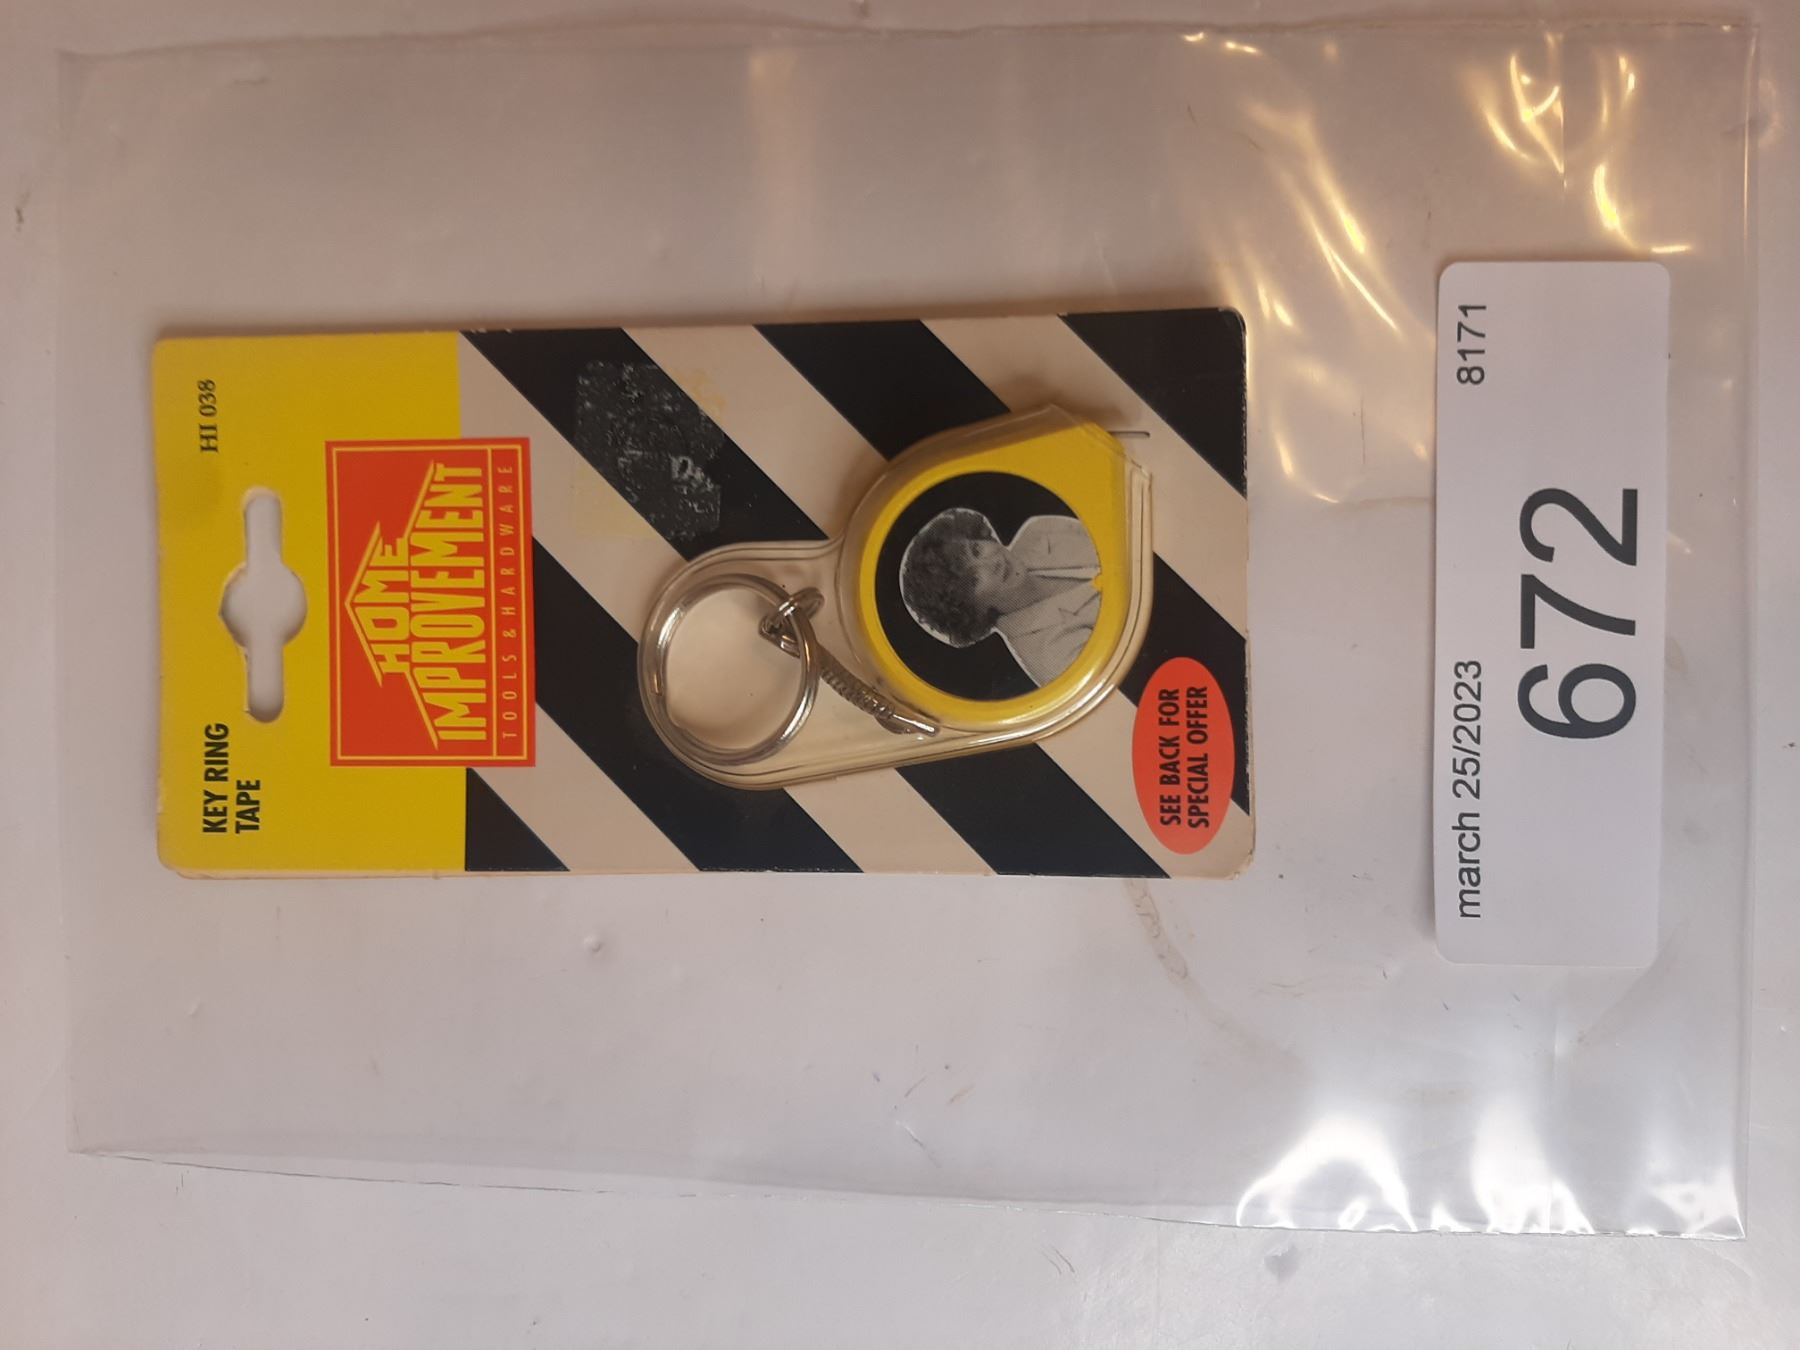 KEY RING
TAPE
HI 038
HOME
IMPROVEMENT
TOOLS & HARDWARE
SEE BACK FOR
SPECIAL OFFER
march 25/2023 8171
672